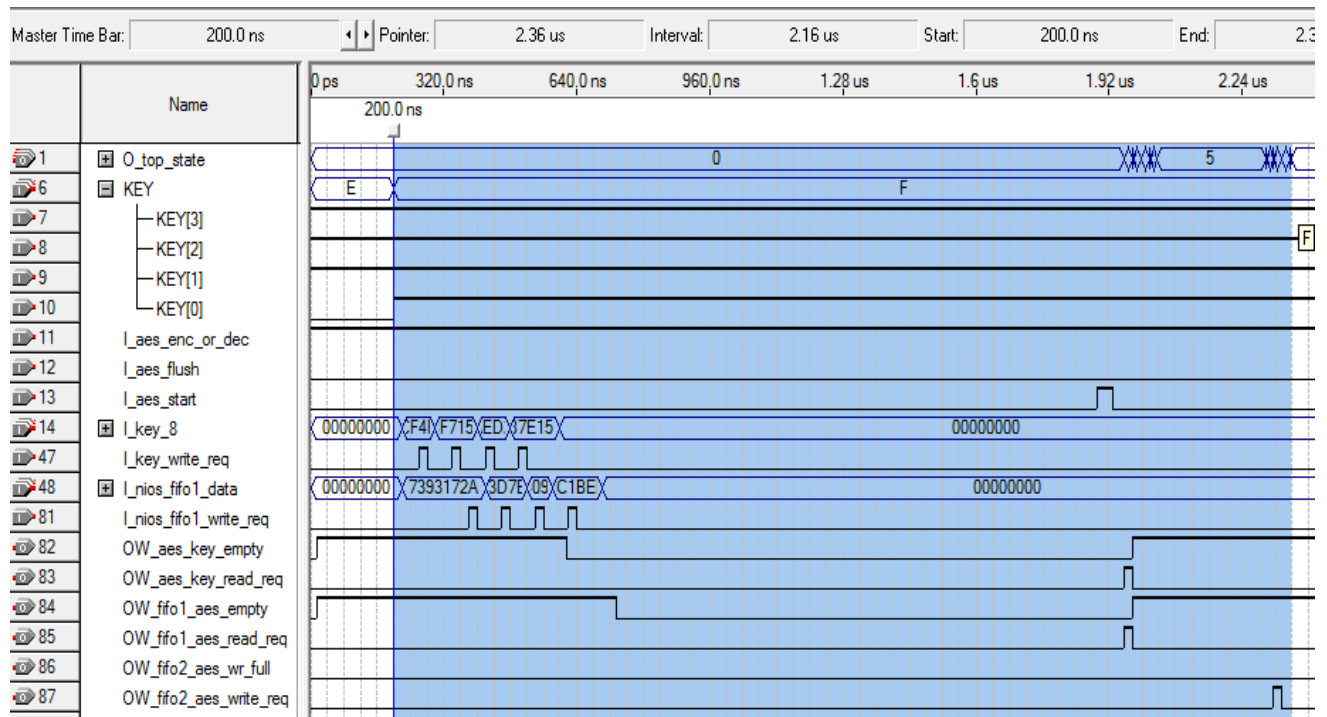 Master Time Bar: 200.0 ns Pointer: 2.36 us Interval: 2.16 us Start: 200.0 ns End: 2.3
Name
0 ps 320.0 ns 640.0 ns 960.0 ns 1.28 us 1.6 us 1.92 us 2.24 us
200.0 ns
1 O_top_state 0 5
6 KEY E F
7 KEY[3]
8 KEY[2] F
9 KEY[1]
10 KEY[0]
11 I_aes_enc_or_dec
12 I_aes_flush
13 I_aes_start
14 I_key_8 00000000 F715 ED 37E15 00000000
47 I_key_write_req
48 I_nios_fifo1_data 00000000 7393172A 09 C1BE 00000000
81 I_nios_fifo1_write_req
82 OW_aes_key_empty
83 OW_aes_key_read_req
84 OW_fifo1_aes_empty
85 OW_fifo1_aes_read_req
86 OW_fifo2_aes_wr_full
87 OW_fifo2_aes_write_req